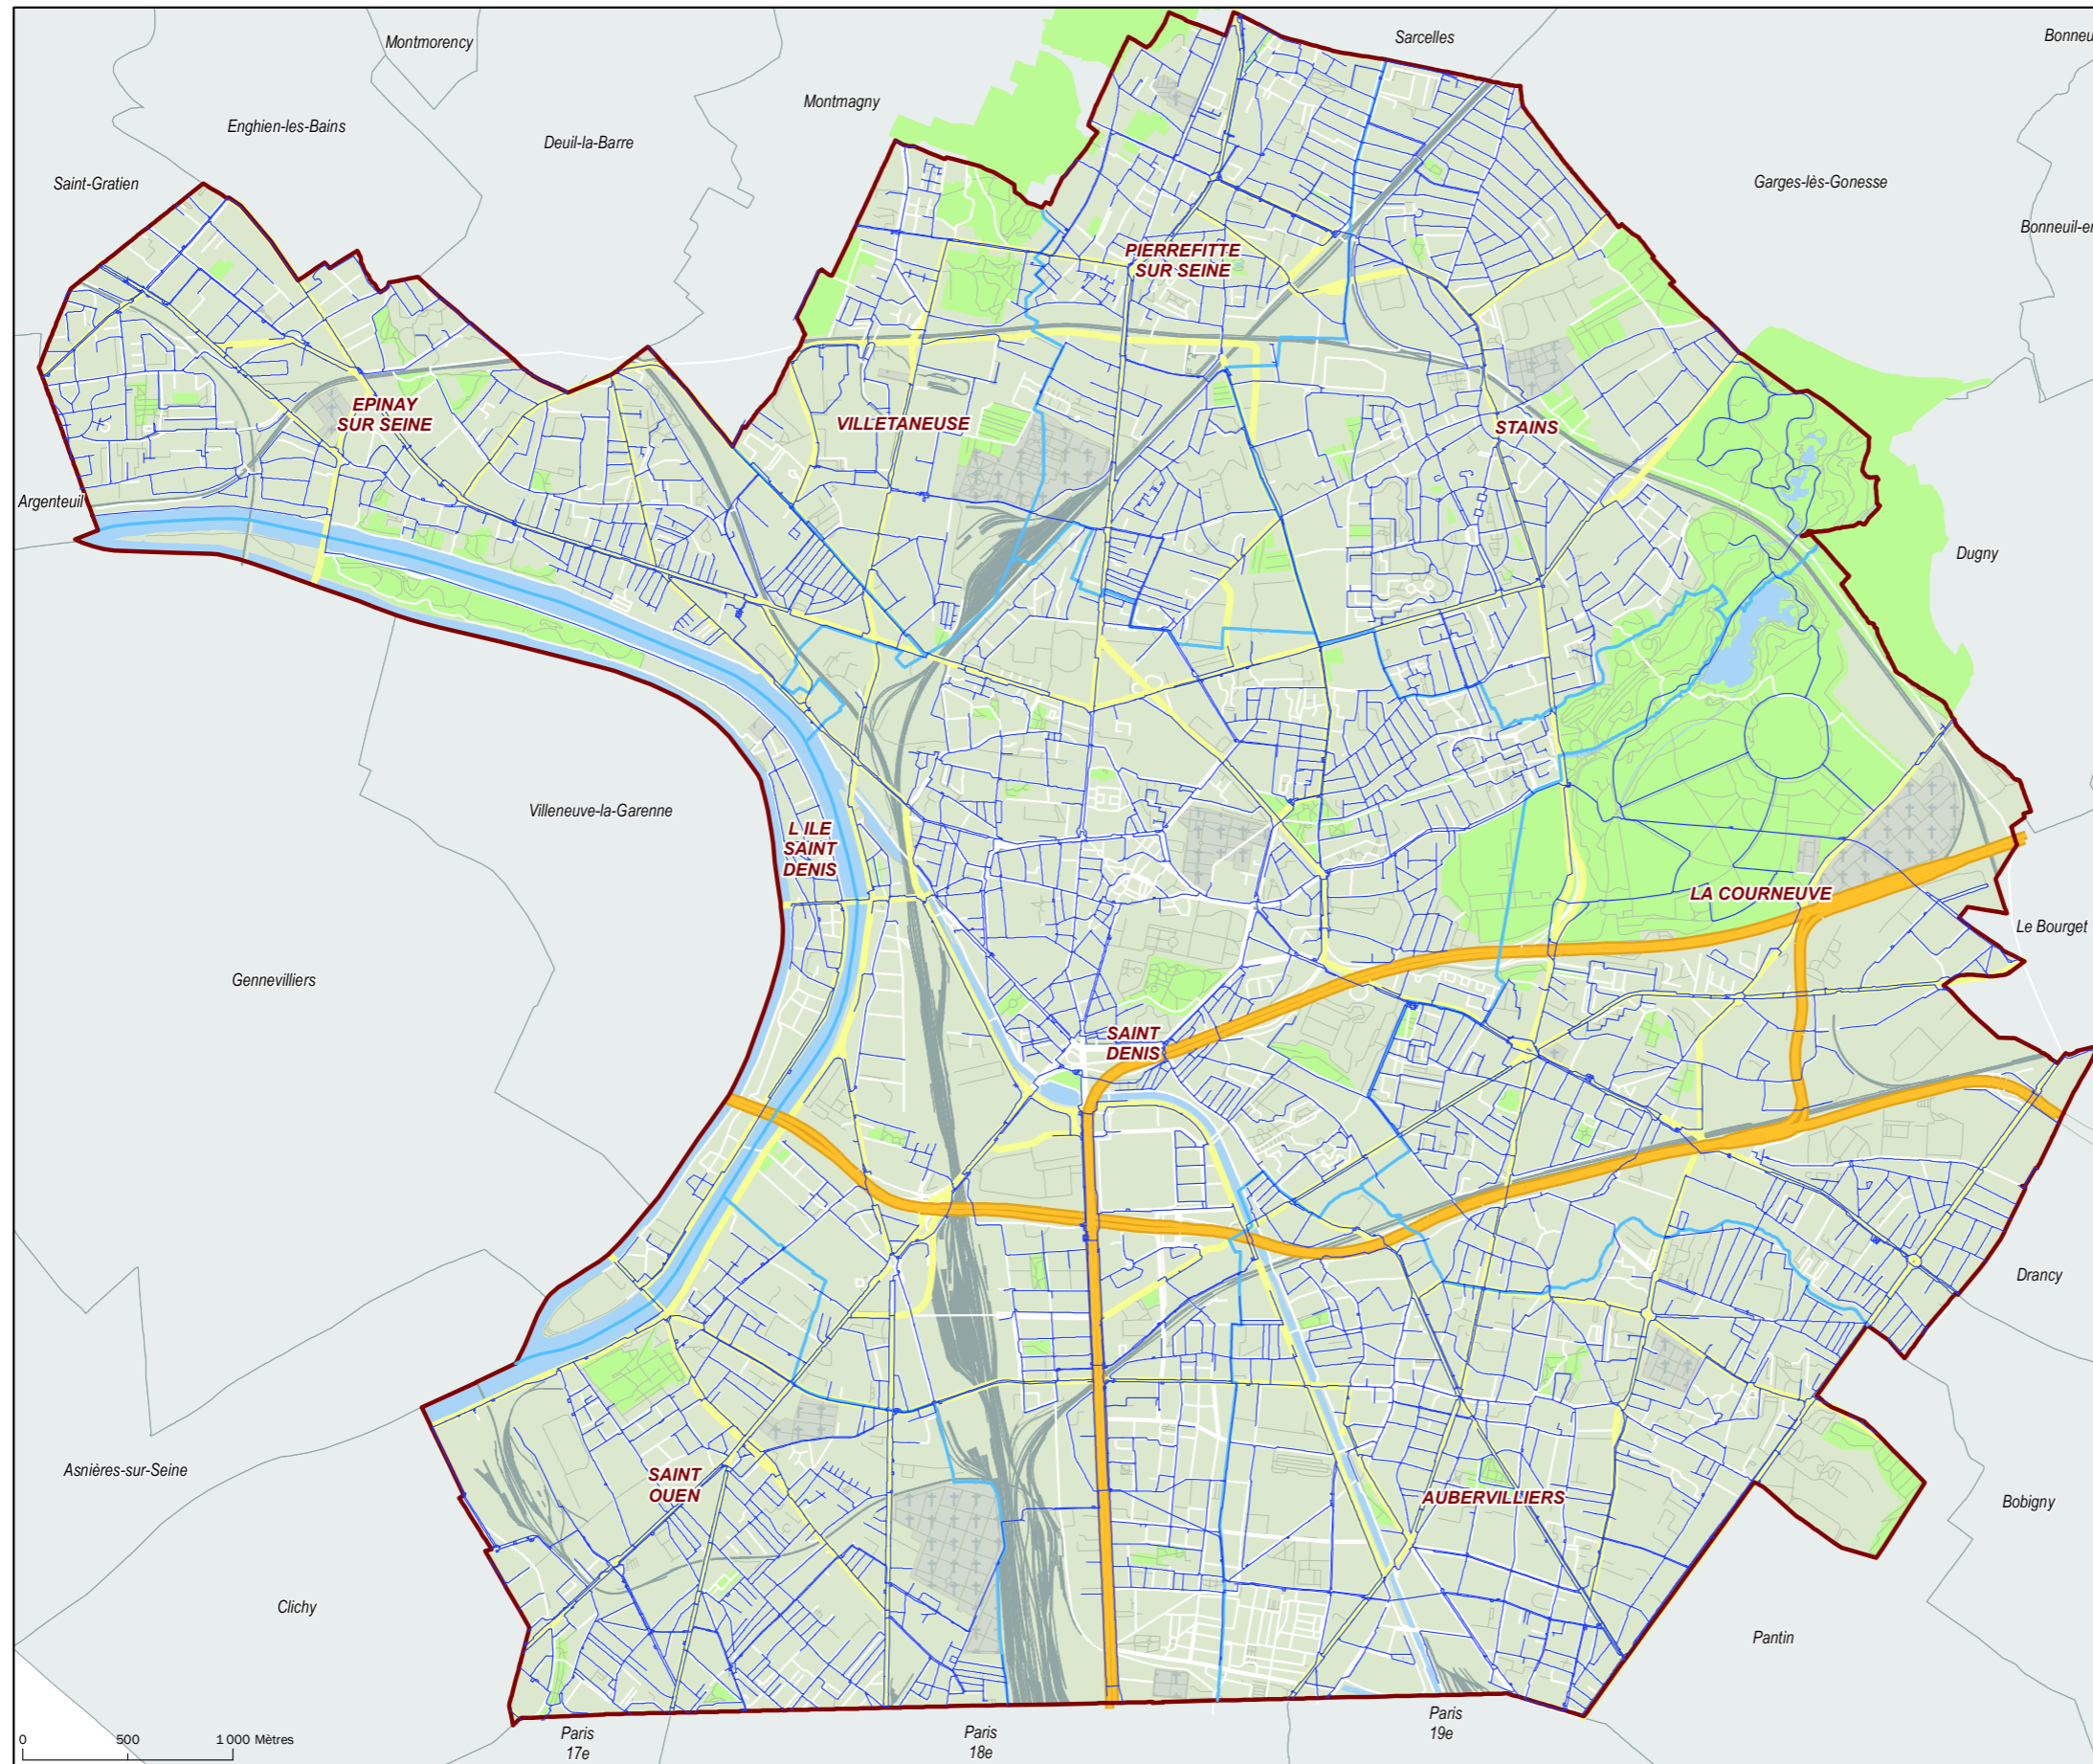 Montmorency
Sarcelles
Bonneu
Montmagny
Enghien-les-Bains
Deuil-la-Barre
Saint-Gratien
Garges-lès-Gonesse
Bonneuil-en
PIERREFITTE
SUR SEINE
EPINAY
SUR SEINE
VILLETANEUSE
STAINS
Argenteuil
Dugny
Villeneuve-la-Garenne
L ILE
SAINT
DENIS
LA COURNEUVE
Le Bourget
Gennevilliers
SAINT
DENIS
Drancy
Asnières-sur-Seine
SAINT
OUEN
AUBERVILLIERS
Bobigny
Clichy
Pantin
Paris
17e
Paris
18e
Paris
19e
0 500 1 000 Mètres